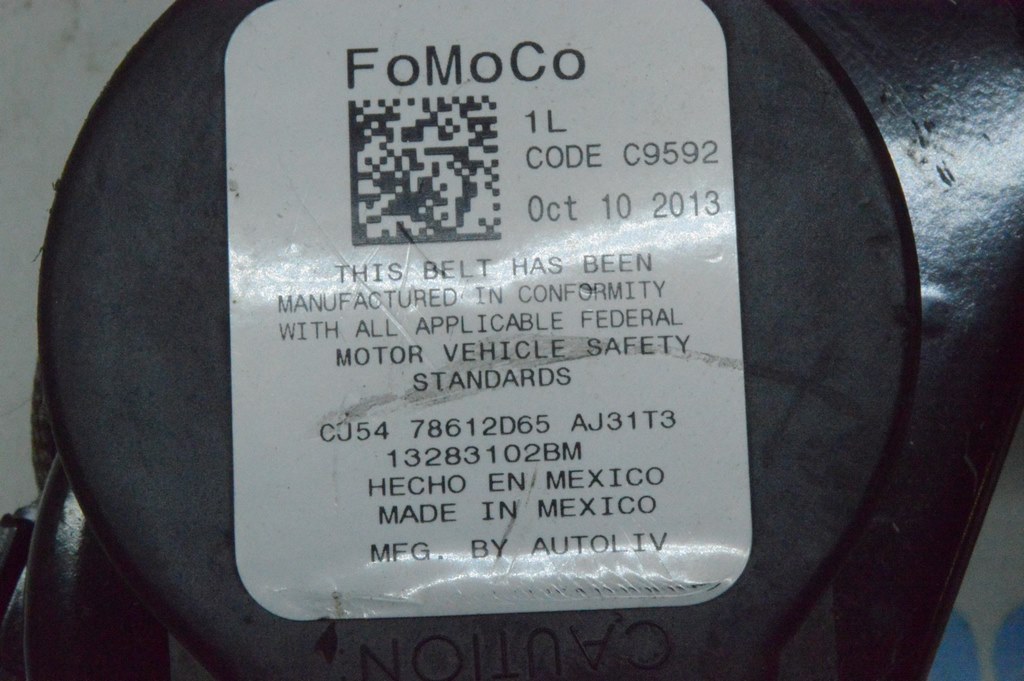 FoMoCo
1L
CODE C9592
Oct 10 2013
THIS BELT HAS BEEN
MANUFACTURED IN CONFORMITY
WITH ALL APPLICABLE FEDERAL
MOTOR VEHICLE SAFETY
STANDARDS
CJ54 78612D65 AJ31T3
13283102BM
HECHO EN MEXICO
MADE IN MEXICO
MFG. BY AUTOLIV
CAUTION